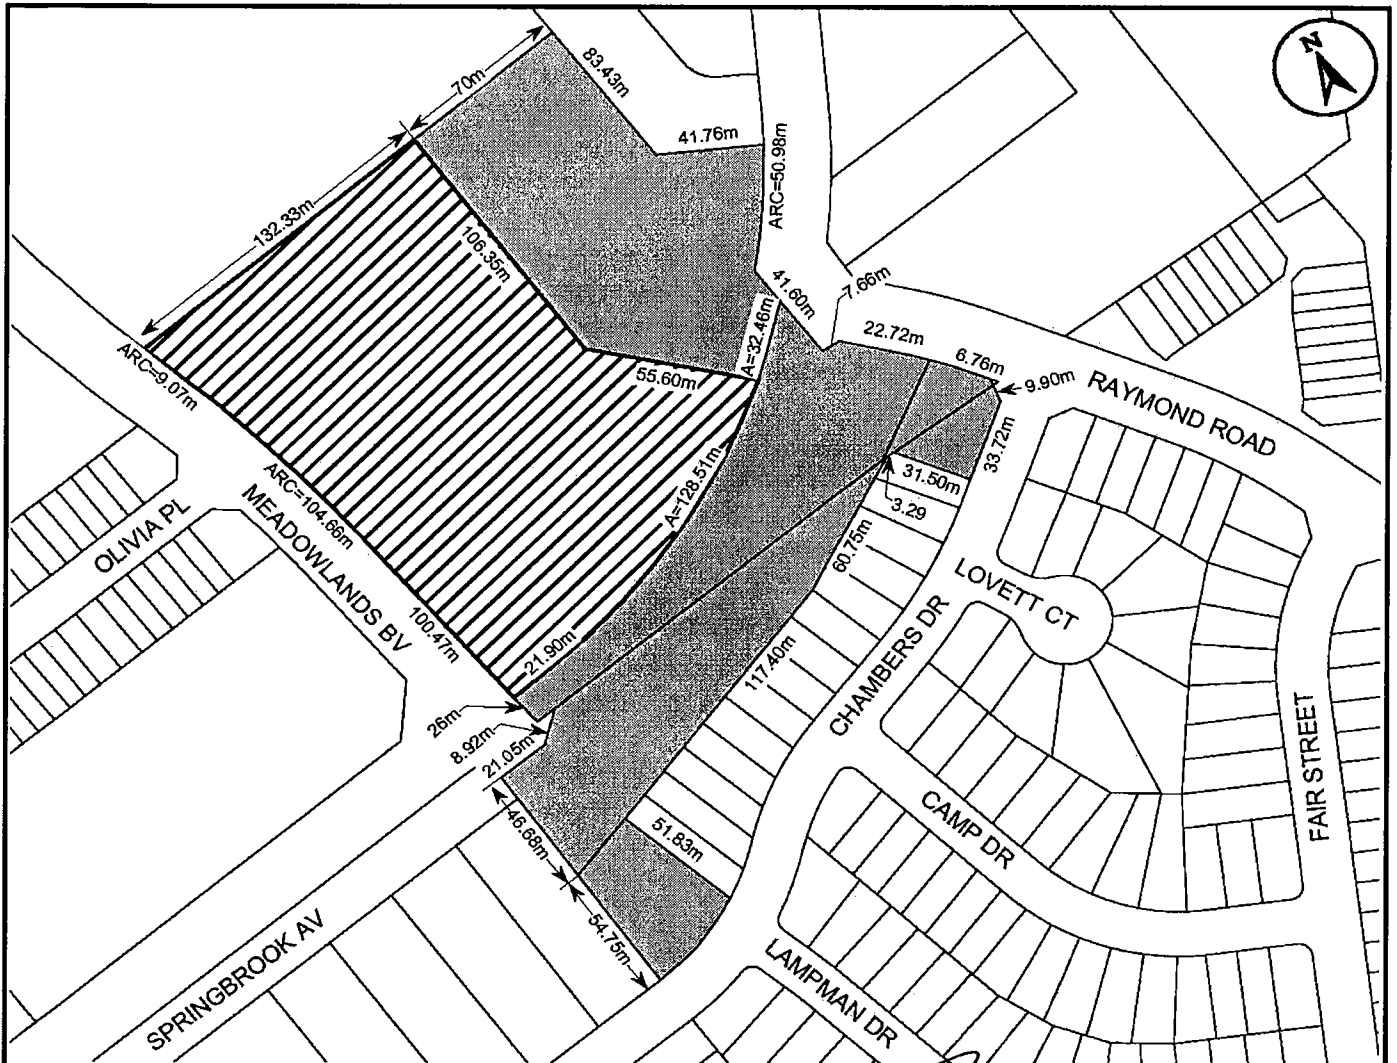 N
70m
83.43m
41.76m
ARC=50.98m
132.33m
106.35m
41.60m
7.66m
A=32.46m
22.72m
6.76m
9.90m
RAYMOND ROAD
ARC=9.07m
55.60m
33.72m
31.50m
3.29
A=128.51m
60.75m
ARC=104.66m
OLIVIA PL
MEADOWLANDS BV
LOVETT CT
100.47m
21.90m
117.40m
CHAMBERS DR
26m
8.92m
21.05m
46.68m
51.83m
CAMP DR
FAIR STREET
54.75m
SPRINGBROOK AV
LAMPMAN DR